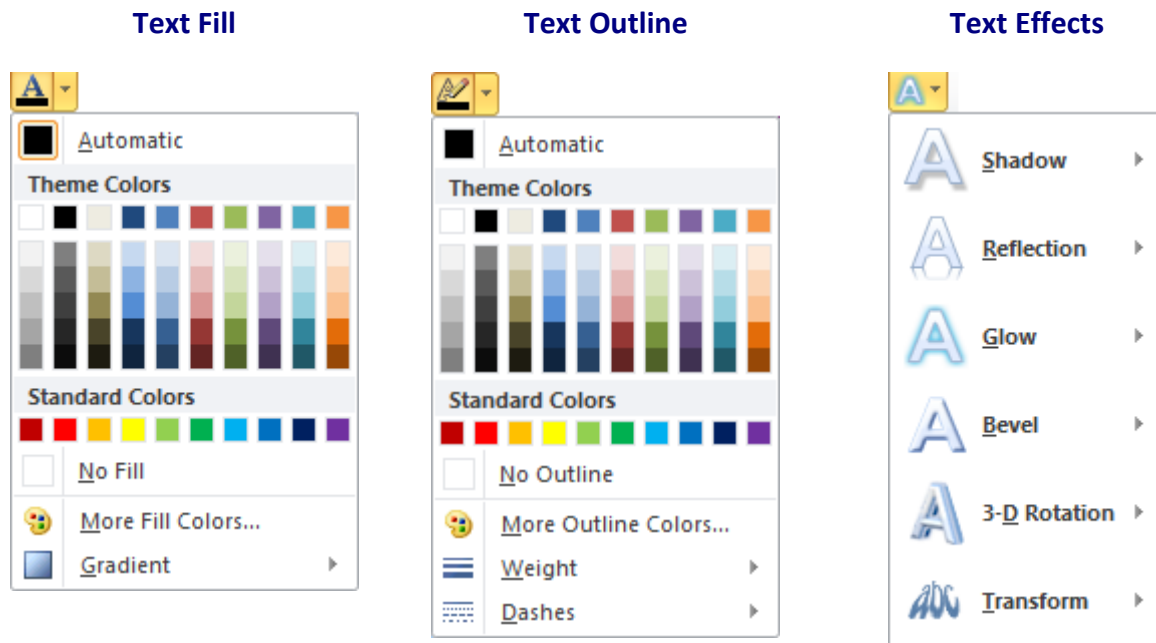 Text Fill
Automatic
Theme Colors
Standard Colors
No Fill
More Fill Colors...
Gradient
Text Outline
Automatic
Theme Colors
Standard Colors
No Outline
More Outline Colors...
Weight
Dashes
Text Effects
Shadow
Reflection
Glow
Bevel
3-D Rotation
Transform